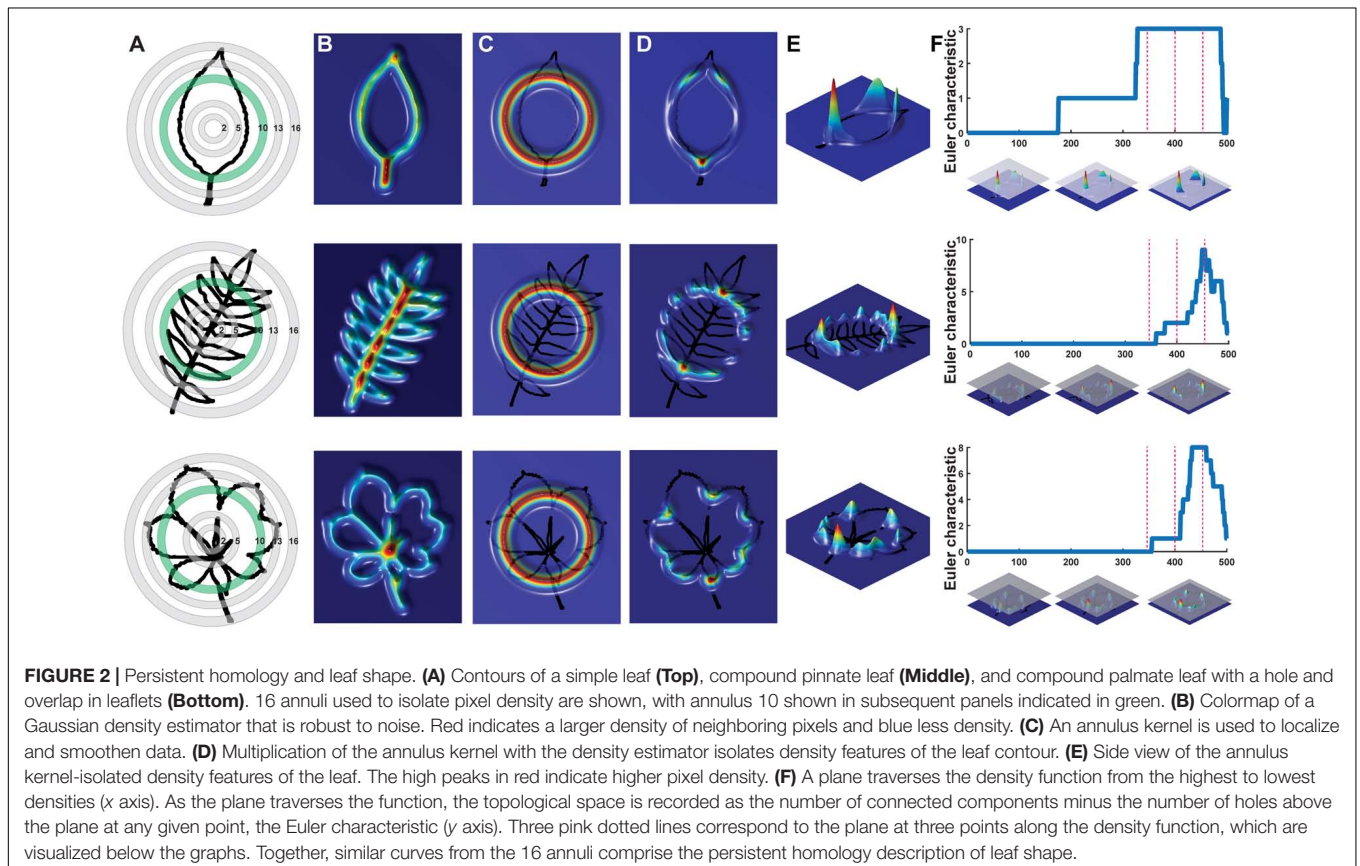 A
B
C
D
E
F
2 5 10 13 16
Euler characteristic
3
2
1
0
0 100 200 300 400 500
2 5 10 13 16
Euler characteristic
10
5
0
0 100 200 300 400 500
2 5 10 13 16
Euler characteristic
8
6
4
2
0
0 100 200 300 400 500
FIGURE 2 | Persistent homology and leaf shape. (A) Contours of a simple leaf (Top), compound pinnate leaf (Middle), and compound palmate leaf with a hole and
overlap in leaflets (Bottom). 16 annuli used to isolate pixel density are shown, with annulus 10 shown in subsequent panels indicated in green. (B) Colormap of a
Gaussian density estimator that is robust to noise. Red indicates a larger density of neighboring pixels and blue less density. (C) An annulus kernel is used to localize
and smoothen data. (D) Multiplication of the annulus kernel with the density estimator isolates density features of the leaf contour. (E) Side view of the annulus
kernel-isolated density features of the leaf. The high peaks in red indicate higher pixel density. (F) A plane traverses the density function from the highest to lowest
densities (x axis). As the plane traverses the function, the topological space is recorded as the number of connected components minus the number of holes above
the plane at any given point, the Euler characteristic (y axis). Three pink dotted lines correspond to the plane at three points along the density function, which are
visualized below the graphs. Together, similar curves from the 16 annuli comprise the persistent homology description of leaf shape.